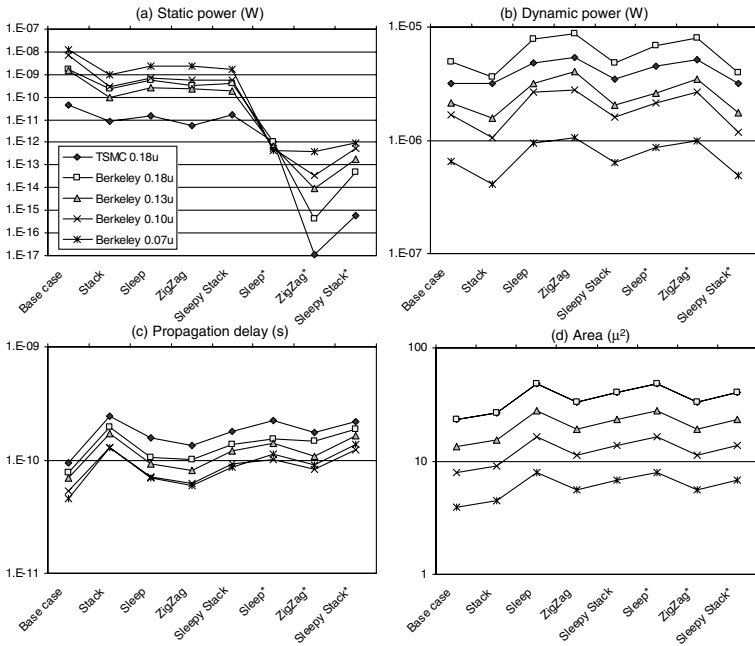 (a) Static power (W)
1.E-07
1.E-08
1.E-09
1.E-10
1.E-11
1.E-12
1.E-13
1.E-14
1.E-15
1.E-16
1.E-17
TSMC 0.18u
Berkeley 0.18u
Berkeley 0.13u
Berkeley 0.10u
Berkeley 0.07u
Base case
Stack
Sleep
ZigZag
Sleepy Stack
Sleep*
ZigZag*
Sleepy Stack*
(b) Dynamic power (W)
1.E-05
1.E-06
1.E-07
Base case
Stack
Sleep
ZigZag
Sleepy Stack
Sleep*
ZigZag*
Sleepy Stack*
(c) Propagation delay (s)
1.E-09
1.E-10
1.E-11
Base case
Stack
Sleep
ZigZag
Sleepy Stack
Sleep*
ZigZag*
Sleepy Stack*
(d) Area (μ²)
100
10
1
Base case
Stack
Sleep
ZigZag
Sleepy Stack
Sleep*
ZigZag*
Sleepy Stack*